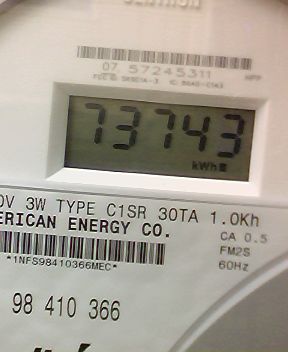 07 57245311
HPP
73743
kWh
V 3W TYPE C1SR 30TA 1.0Kh
ERICAN ENERGY CO.
CA 0.5
FM2S
60Hz
*1NFS98410366MEC*
98 410 366